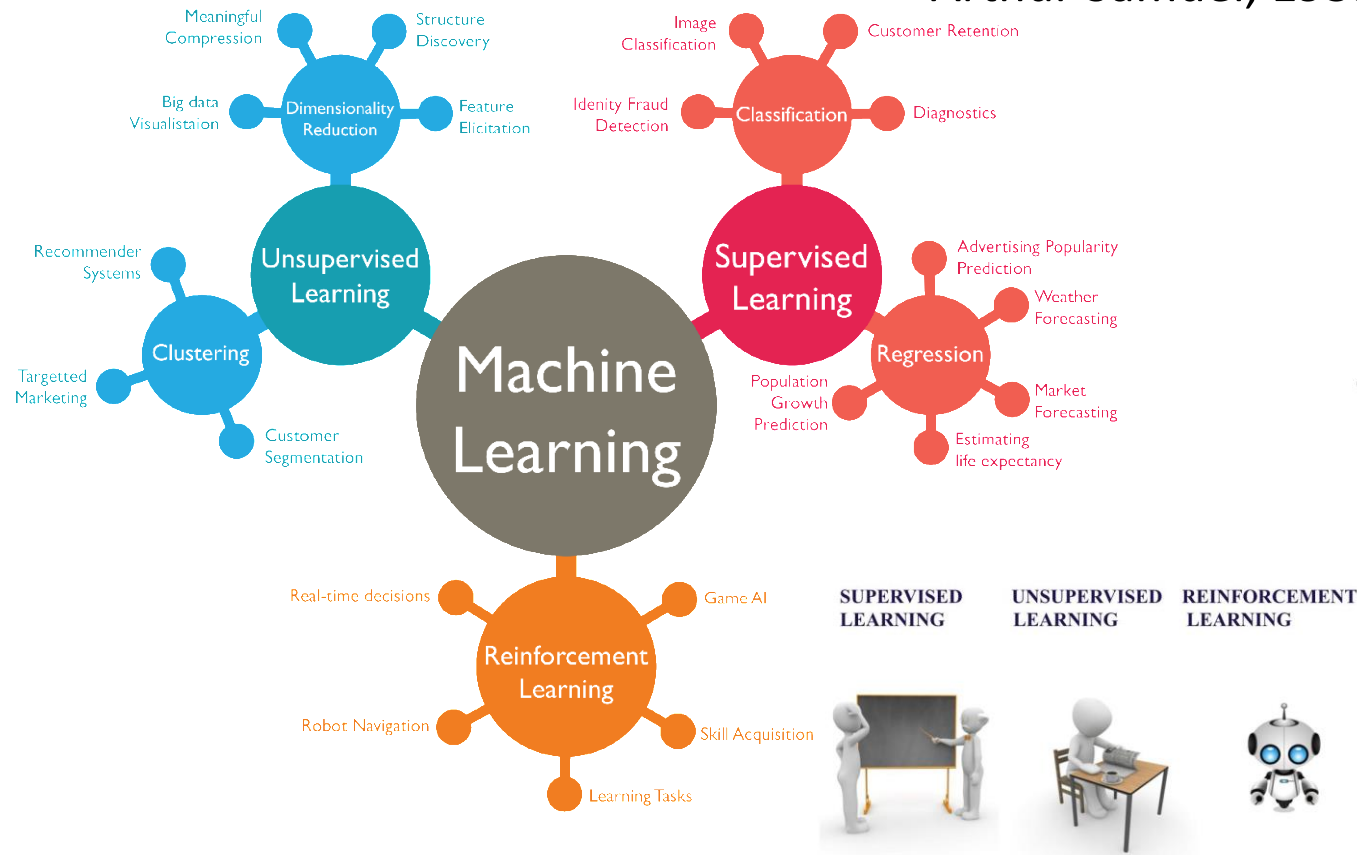 Arthur Samuel,
Meaningful
Compression
Structure
Discovery
Big data
Visualistaion
Dimensionality
Reduction
Feature
Elicitation
Image
Classification
Customer Retention
Idenity Fraud
Detection
Classification
Diagnostics
Recommender
Systems
Unsupervised
Learning
Clustering
Targetted
Marketing
Customer
Segmentation
Supervised
Learning
Advertising Popularity
Prediction
Weather
Forecasting
Regression
Population
Growth
Prediction
Market
Forecasting
Estimating
life expectancy
Machine
Learning
Real-time decisions
Game AI
Reinforcement
Learning
Robot Navigation
Skill Acquisition
Learning Tasks
SUPERVISED
LEARNING
UNSUPERVISED
LEARNING
REINFORCEMENT
LEARNING